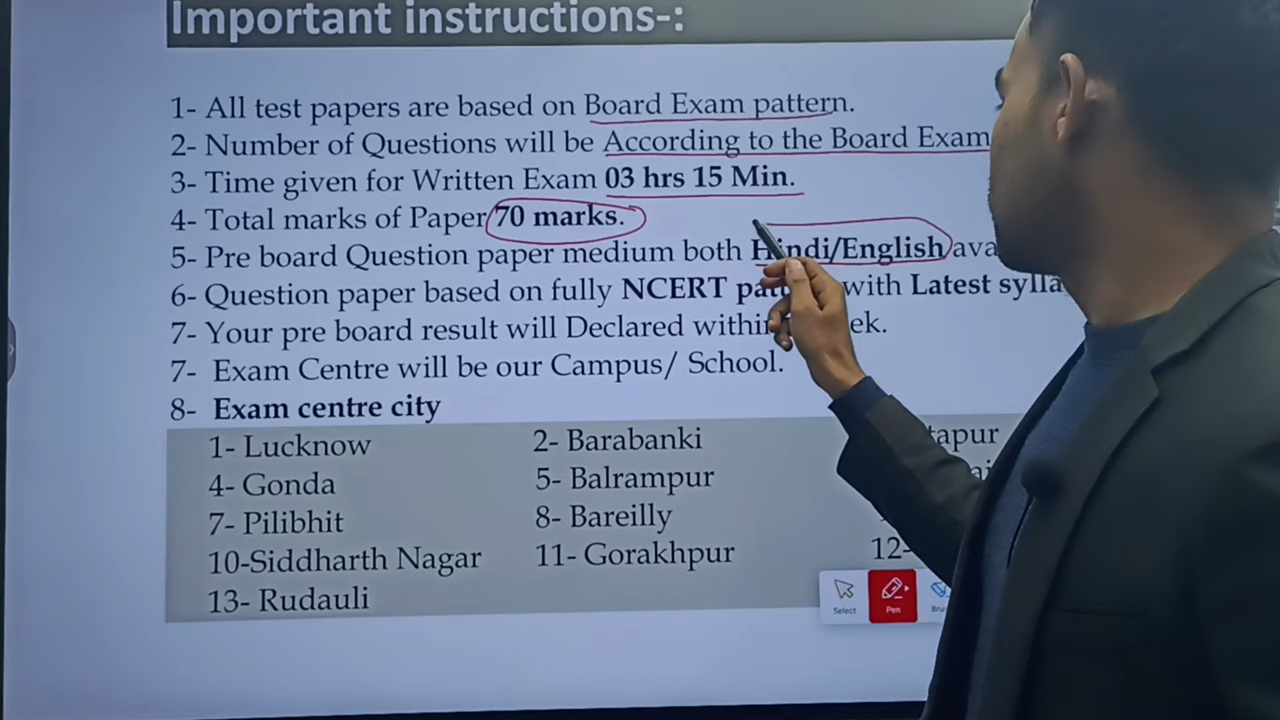 Important instructions-:
1- All test papers are based on Board Exam pattern.
2- Number of Questions will be According to the Board Exam
3- Time given for Written Exam 03 hrs 15 Min.
4- Total marks of Paper 70 marks.
5- Pre board Question paper medium both Hindi/English
6- Question paper based on fully NCERT with Latest
7- Your pre board result will Declared within
7- Exam Centre will be our Campus/ School.
8- Exam centre city
1- Lucknow 2- Barabanki
4- Gonda 5- Balrampur
7- Pilibhit 8- Bareilly
10-Siddharth Nagar 11- Gorakhpur 12-
13- Rudauli
Select Pen